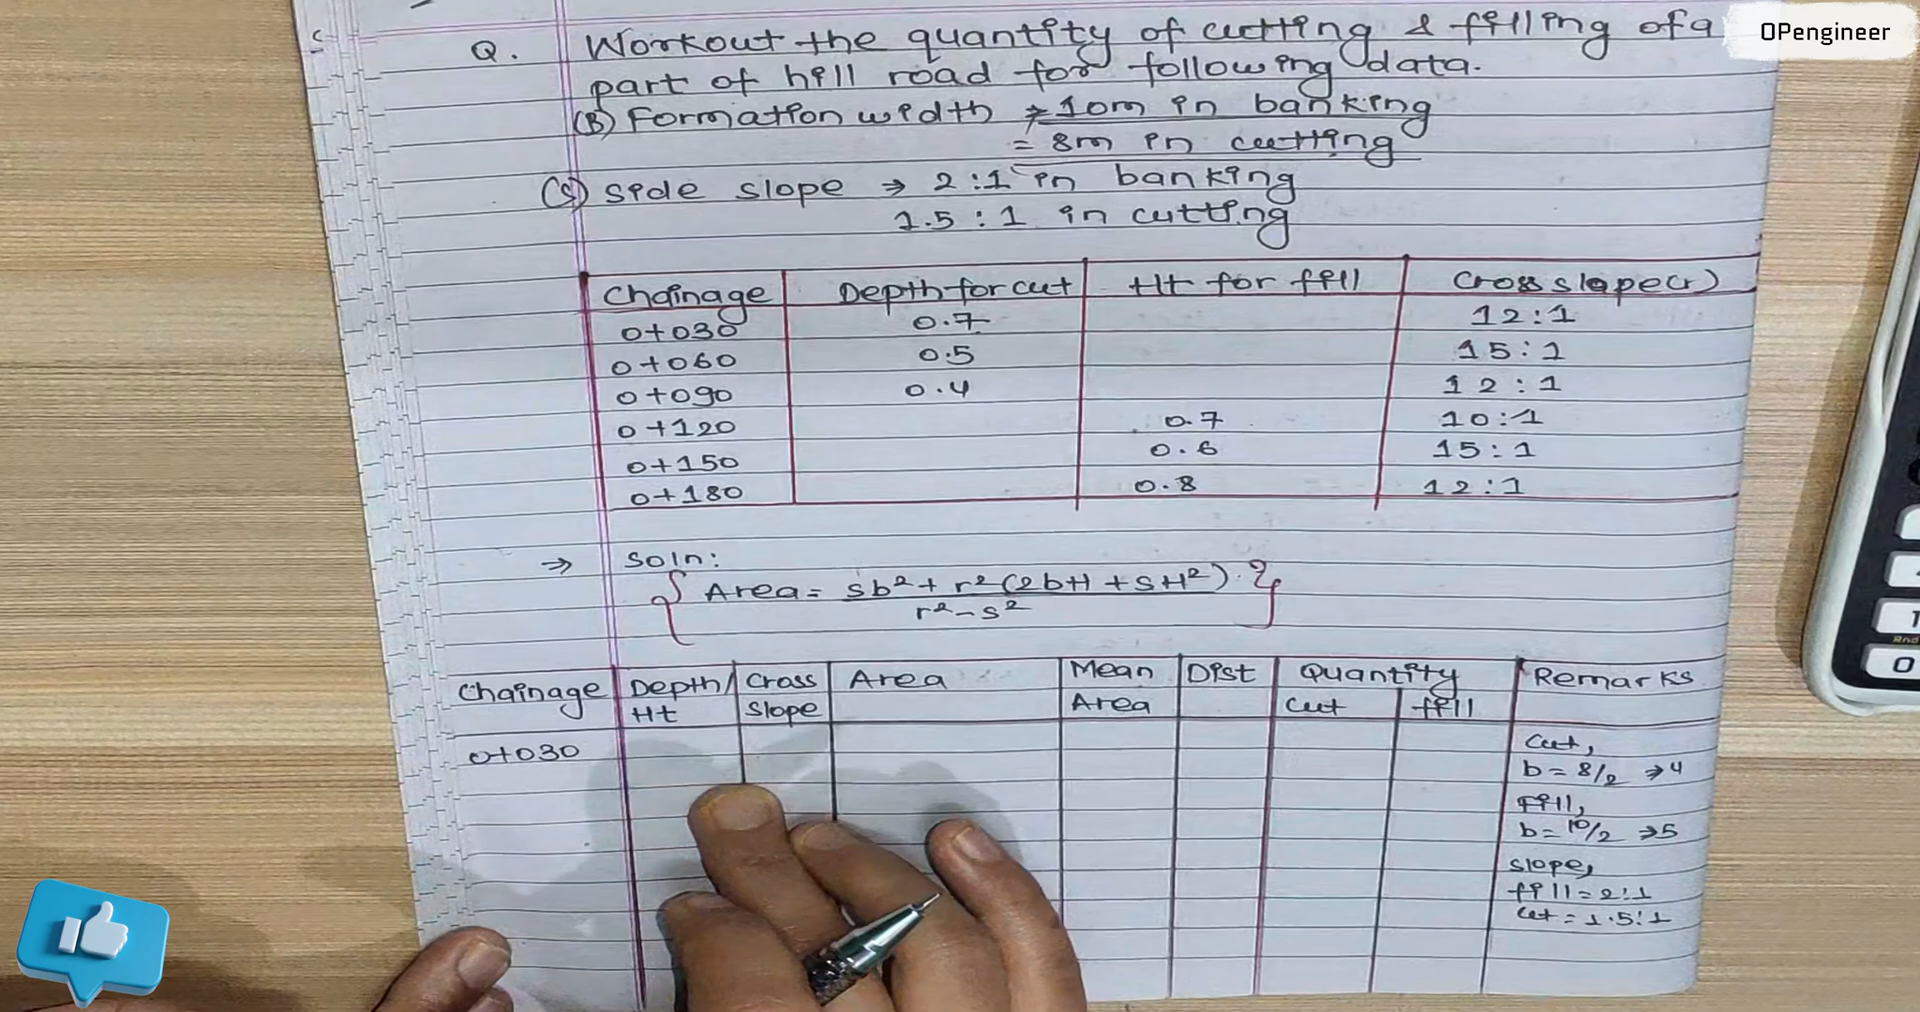 OPengineer
Q. Workout the quantity of cutting & filling of a
part of hill road for following data.
(B) Formation width ⇒ 10m in banking
= 8m in cutting
(S) side slope → 2:1 in banking
1.5 : 1 in cutting
Chainage Depth for cut Ht for fill Cross slope(r)
0+030 0.7 12:1
0+060 0.5 15:1
0+090 0.4 12:1
0+120 0.7 10:1
0+150 0.6 15:1
0+180 0.8 12:1
⇒ Soln:
{ Area = sb²+ r² (2bH + sH²) }
r² - s²
Chainage Depth/ Cross Area Mean Dist Quantity Remarks
Ht Slope Area Cut fill
0+030 Cut,
b = 8/2 ⇒ 4
fill,
b = 10/2 ⇒ 5
slope,
fill = 2:1
cut = 1.5:1